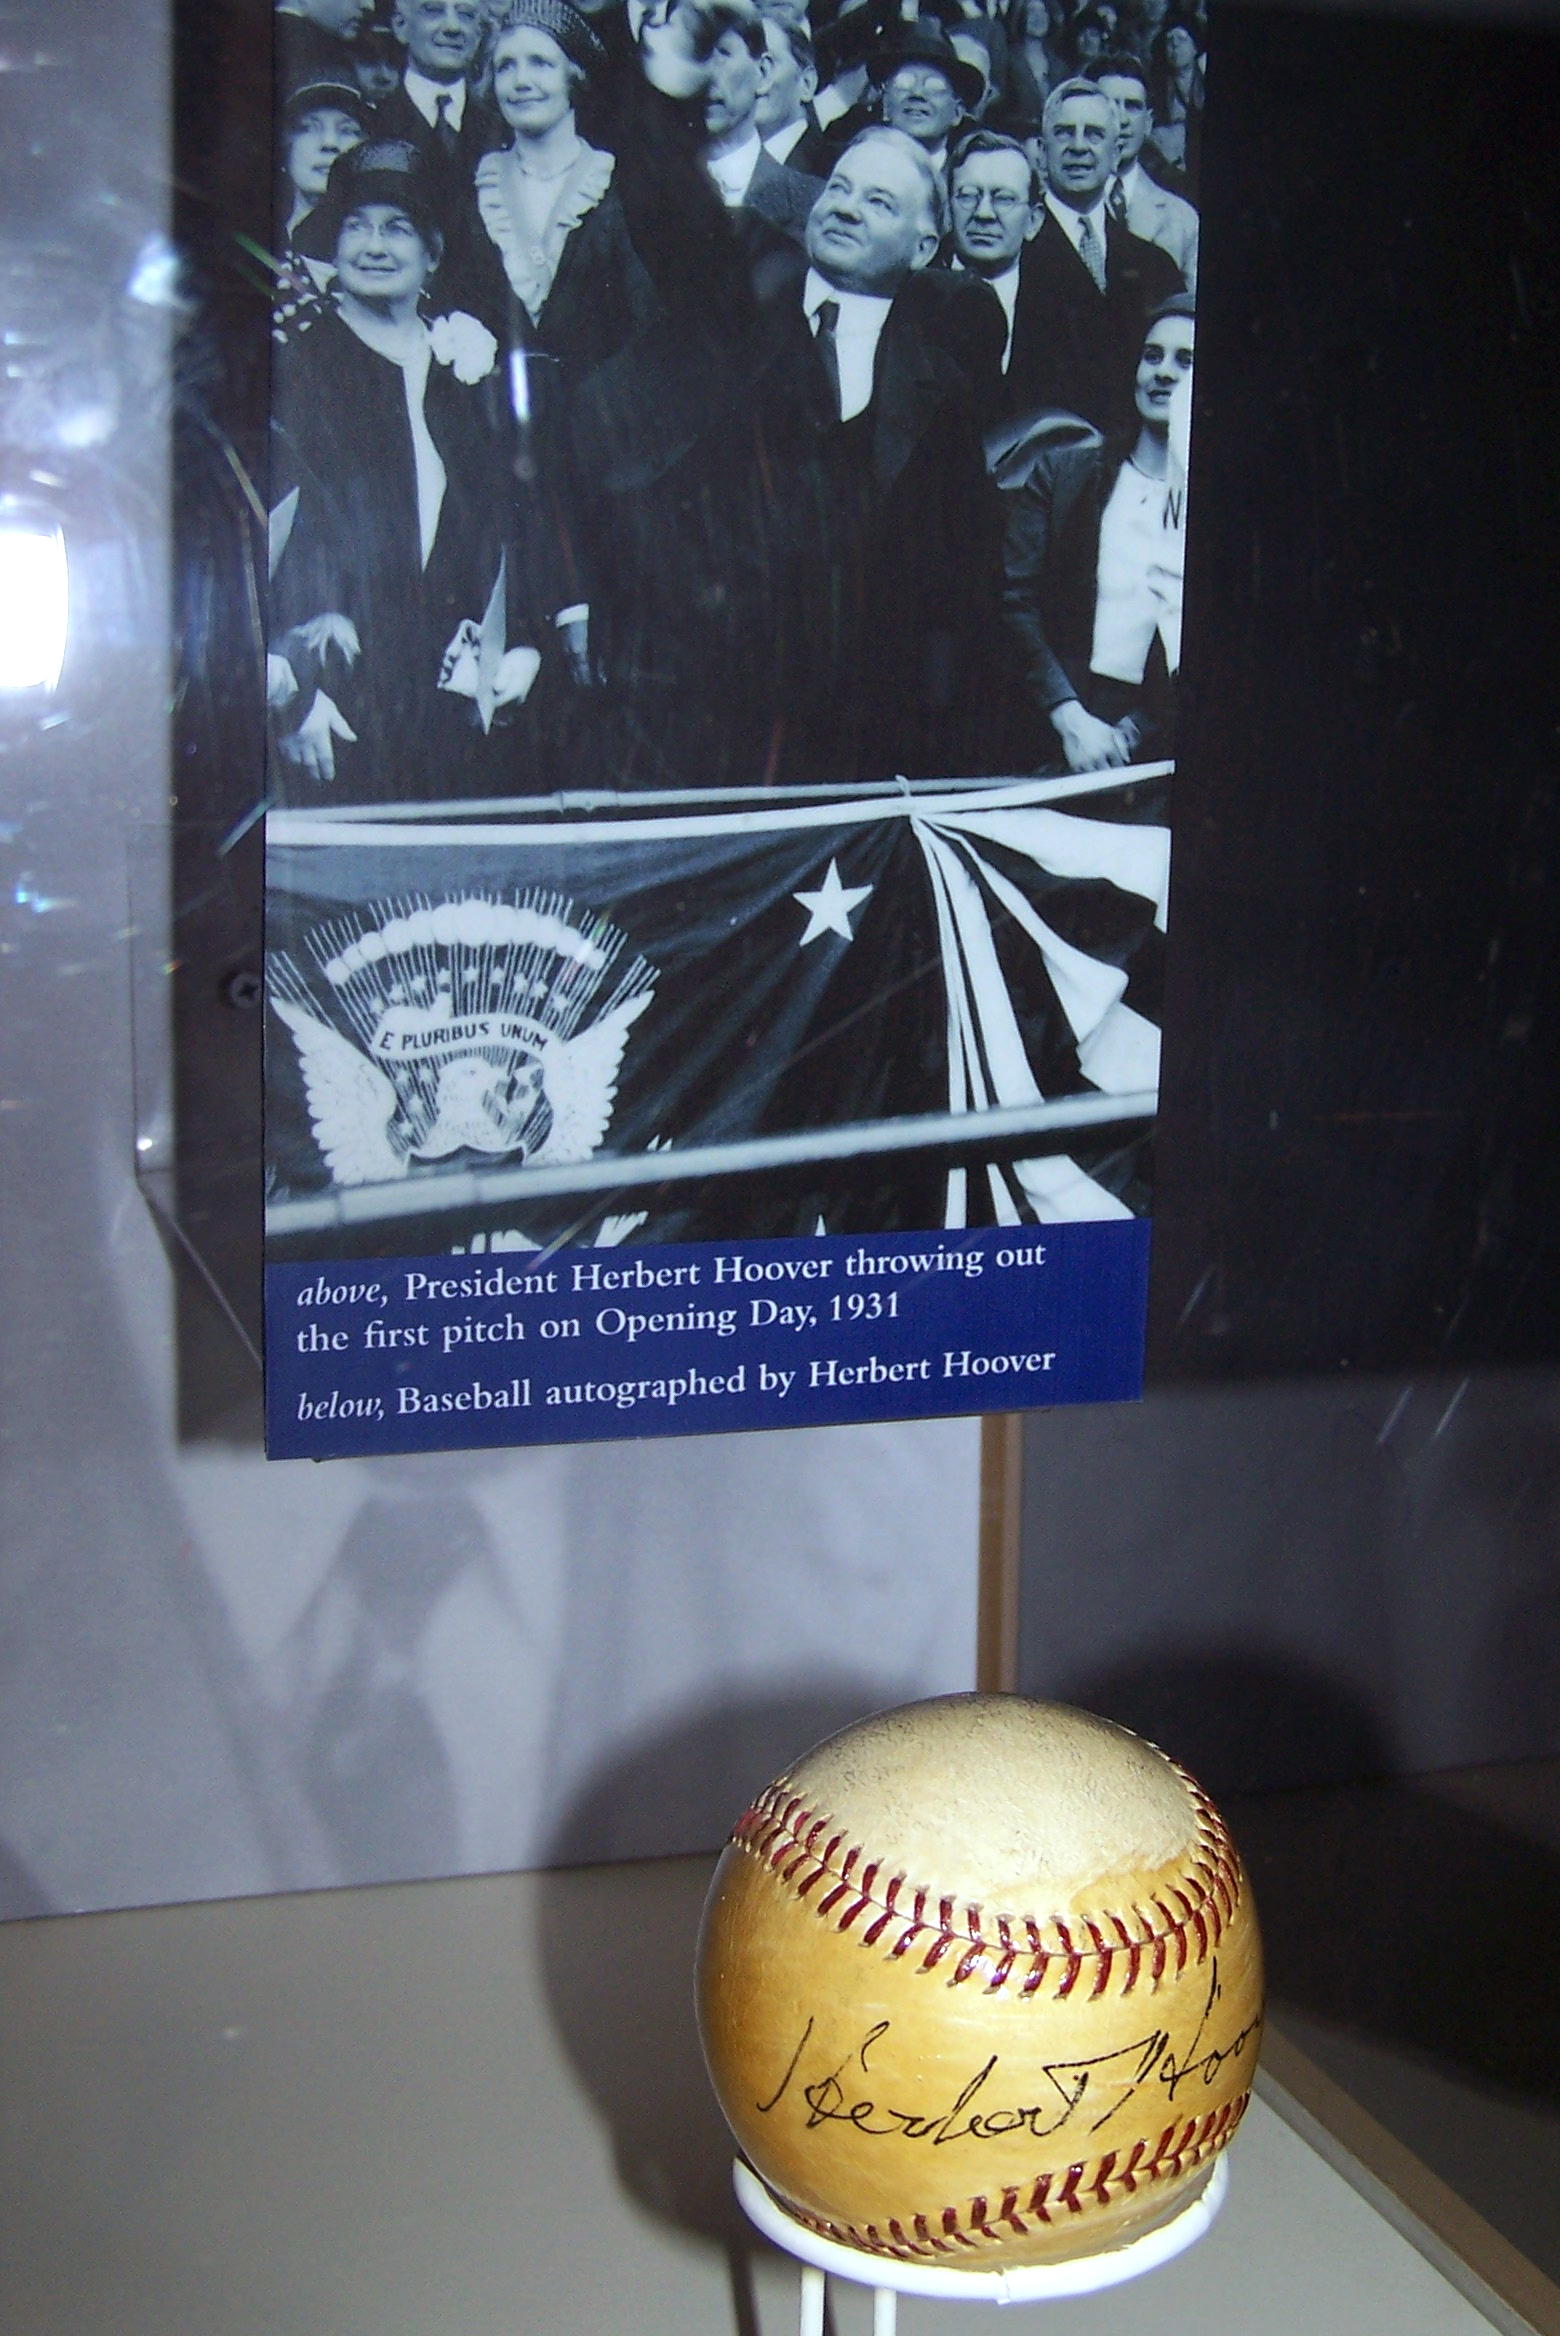 N
E PLURIBUS UNUM
above, President Herbert Hoover throwing out
the first pitch on Opening Day, 1931
below, Baseball autographed by Herbert Hoover
Herbert Hoov